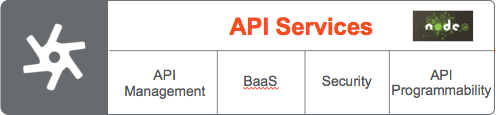 API Services
node
API
Management
BaaS
Security
API
Programmability